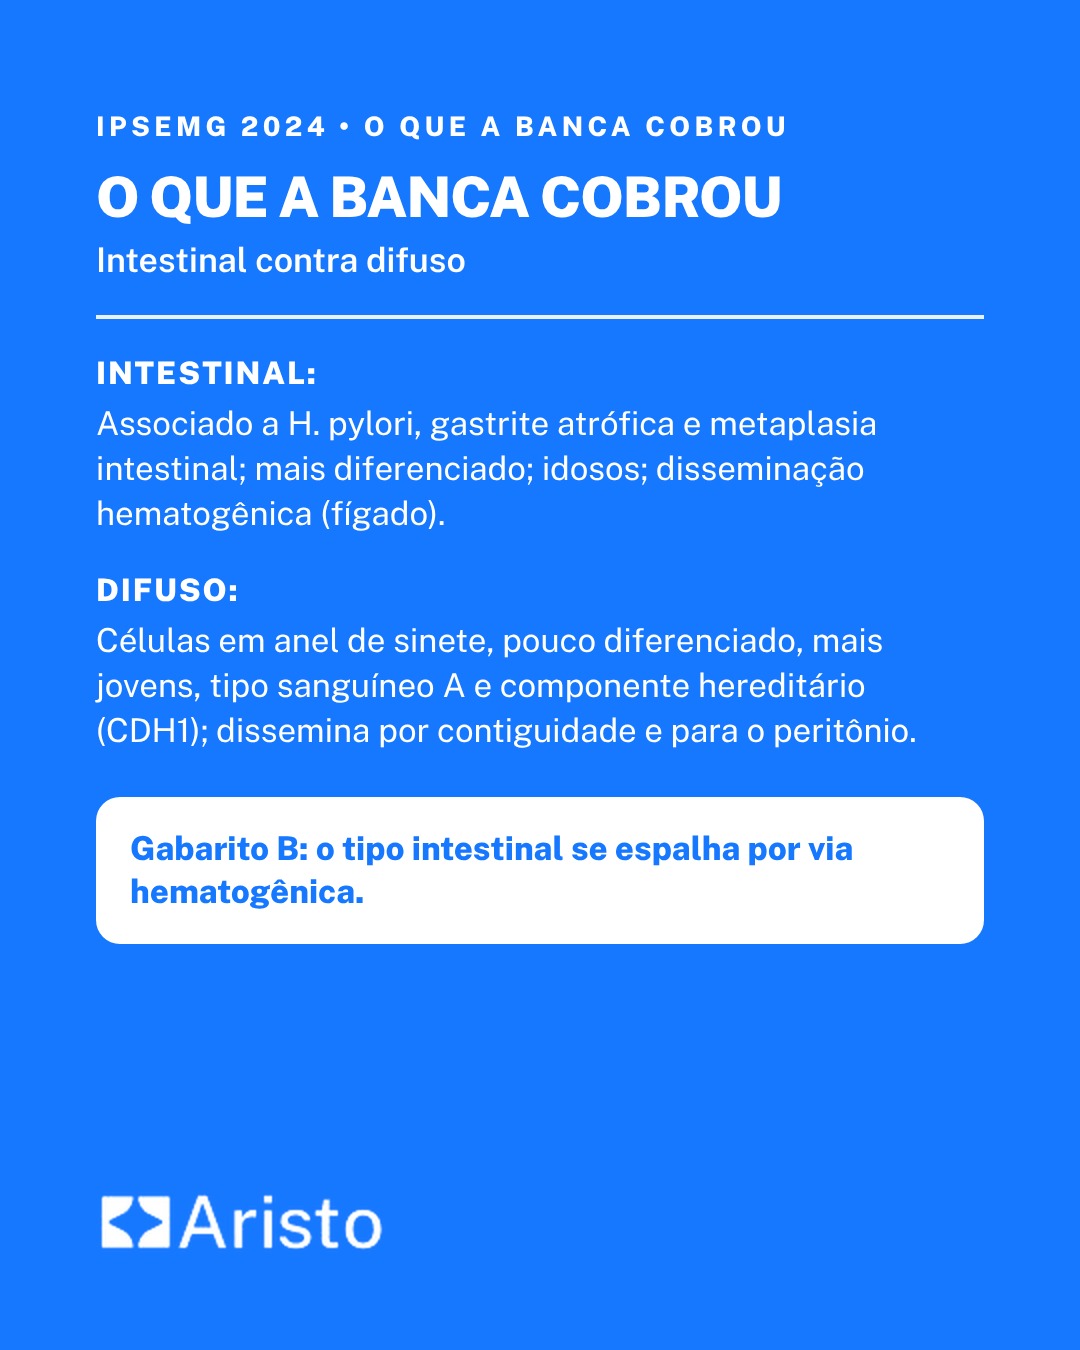 IPSEMG 2024 • O QUE A BANCA COBROU
O QUE A BANCA COBROU
Intestinal contra difuso
INTESTINAL:
Associado a H. pylori, gastrite atrófica e metaplasia
intestinal; mais diferenciado; idosos; disseminação
hematogênica (fígado).
DIFUSO:
Células em anel de sinete, pouco diferenciado, mais
jovens, tipo sanguíneo A e componente hereditário
(CDH1); dissemina por contiguidade e para o peritônio.
Gabarito B: o tipo intestinal se espalha por via
hematogênica.
Aristo